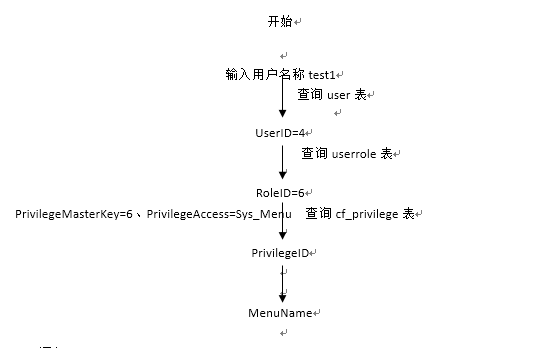 开始
输入用户名称 test1
查询 user 表
UserID=4
查询 userrole 表
RoleID=6
PrivilegeMasterKey=6、PrivilegeAccess=Sys_Menu 查询 cf_privilege 表
PrivilegeID
MenuName